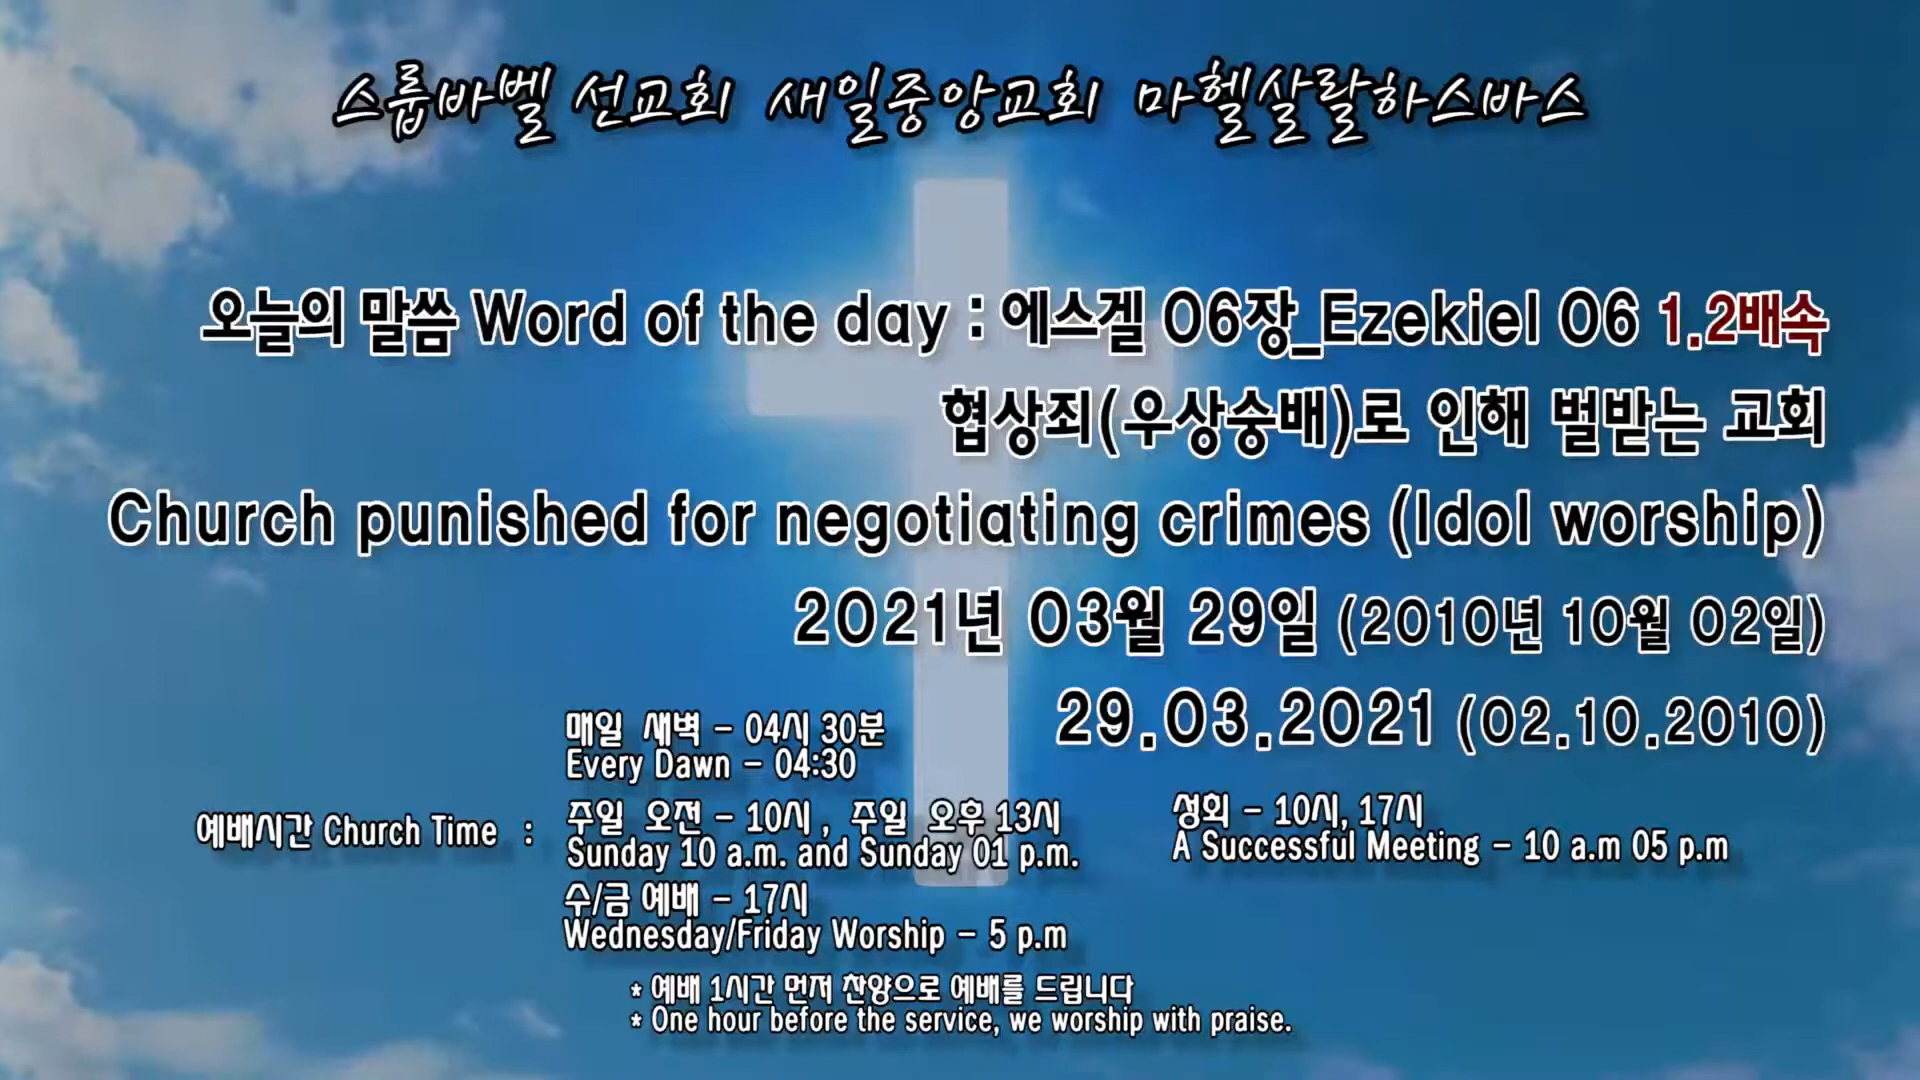 스룹바벨 선교회 새일중앙교회 마헬살랄하스바스
오늘의 말씀 Word of the day : 에스겔 06장_Ezekiel 06 1.2배속
협상죄(우상숭배)로 인해 벌받는 교회
Church punished for negotiating crimes (Idol worship)
2021년 03월 29일 (2010년 10월 02일)
29.03.2021 (02.10.2010)
예배시간 Church Time :
매일 새벽 - 04시 30분
Every Dawn - 04:30
주일 오전 - 10시 , 주일 오후 13시
Sunday 10 a.m. and Sunday 01 p.m.
수/금 예배 - 17시
Wednesday/Friday Worship - 5 p.m
성회 - 10시, 17시
A Successful Meeting - 10 a.m 05 p.m
* 예배 1시간 먼저 찬양으로 예배를 드립니다
* One hour before the service, we worship with praise.